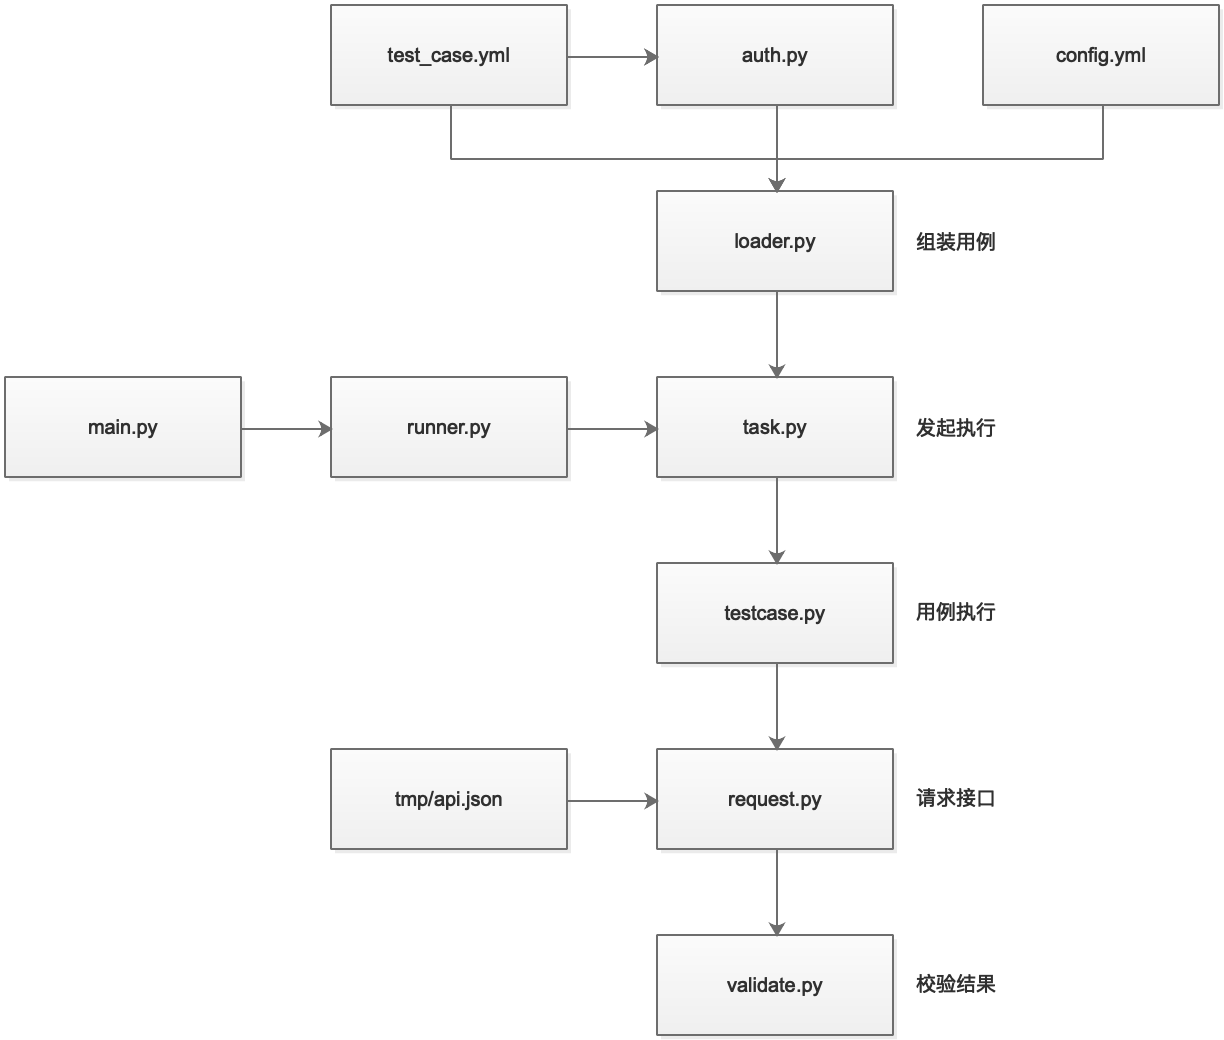 test_case.yml
auth.py
config.yml
loader.py
组装用例
main.py
runner.py
task.py
发起执行
testcase.py
用例执行
tmp/api.json
request.py
请求接口
validate.py
校验结果